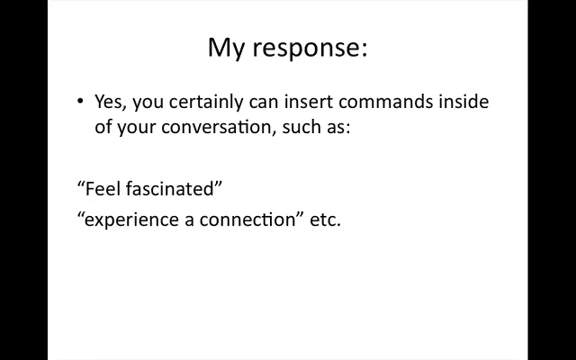 My response:
• Yes, you certainly can insert commands inside
of your conversation, such as:
“Feel fascinated”
“experience a connection” etc.